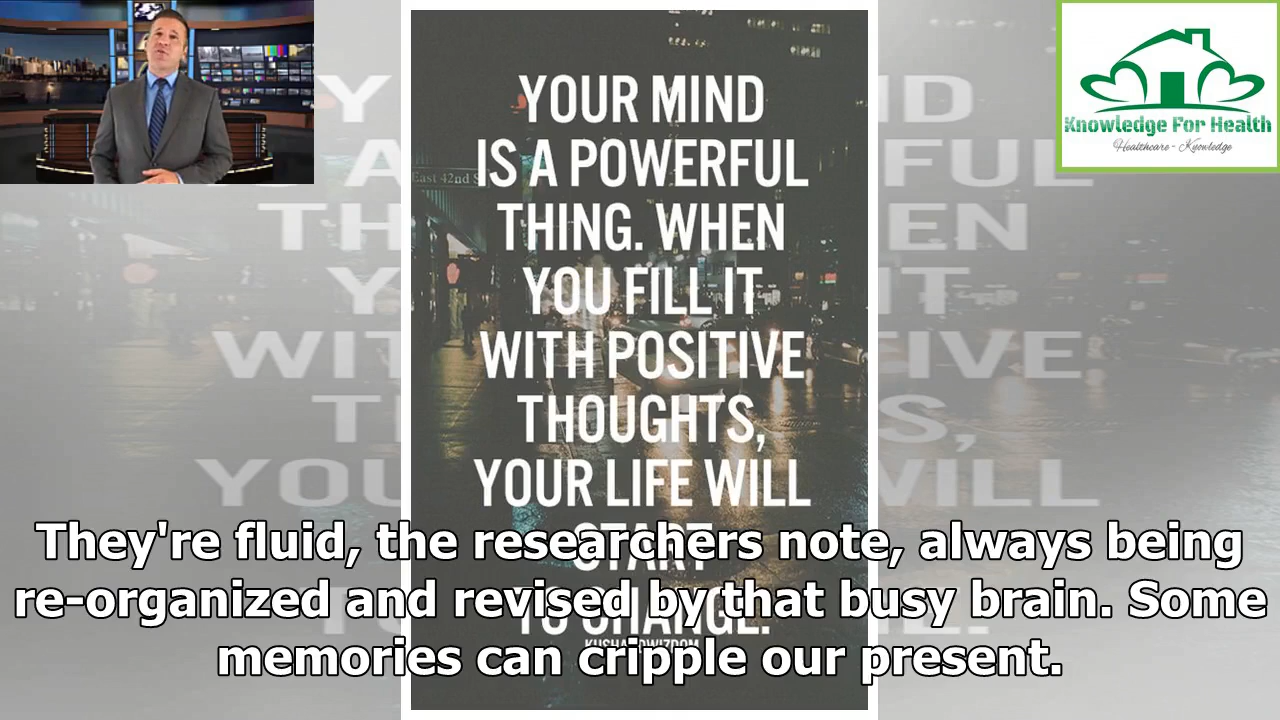 YOUR MIND
IS A POWERFUL
THING. WHEN
YOU FILL IT
WITH POSITIVE
THOUGHTS,
YOUR LIFE WILL
START
TO CHANGE.
East 42nd S
Knowledge For Health
Healthcare - Knowledge
They're fluid, the researchers note, always being
re-organized and revised by that busy brain. Some
memories can cripple our present.